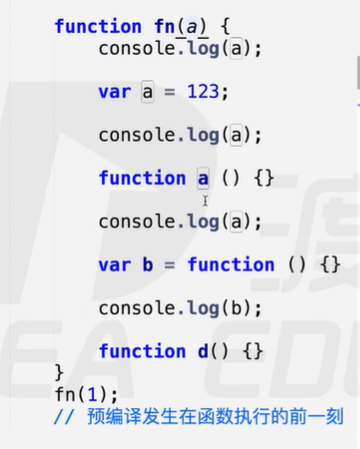 function fn(a) {
console.log(a);
var a = 123;
console.log(a);
function a () {}
console.log(a);
var b = function () {}
console.log(b);
function d() {}
}
fn(1);
// 预编译发生在函数执行的前一刻